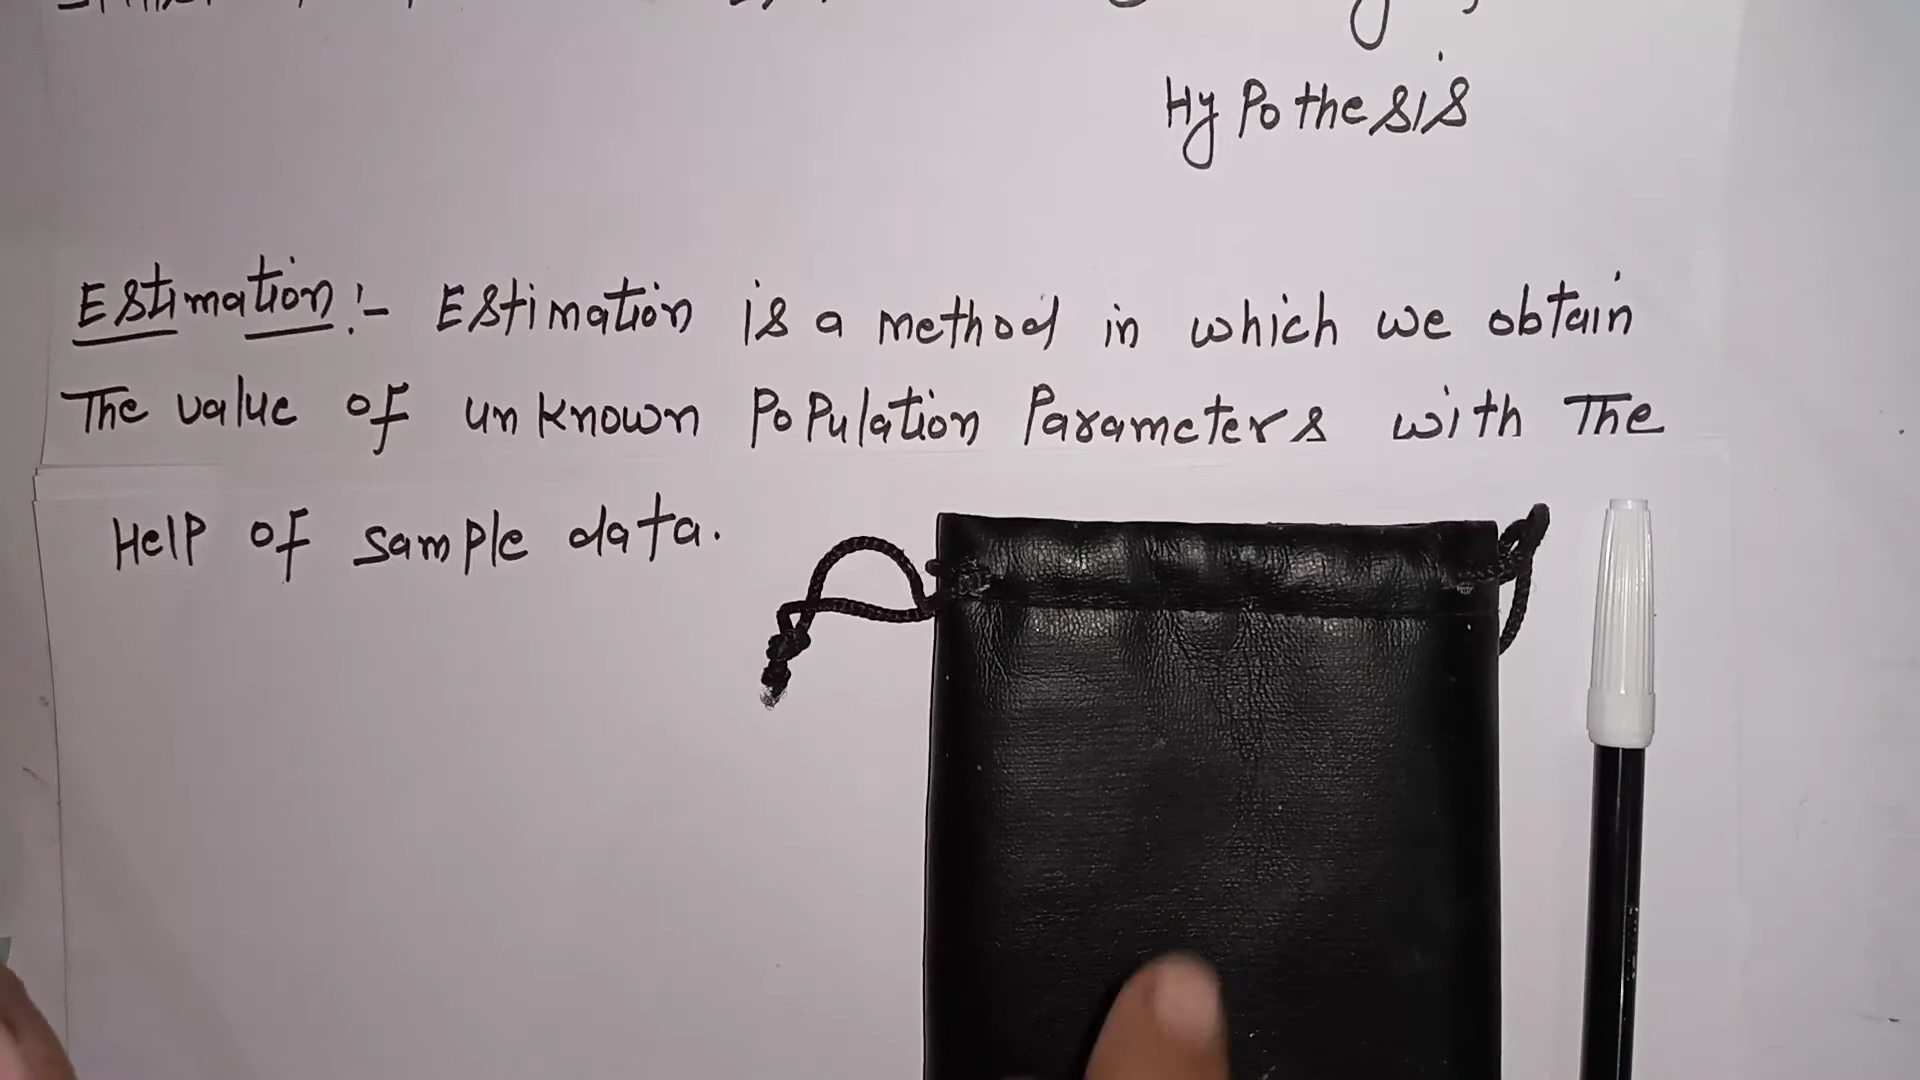 Hypothesis
Estimation:- Estimation is a method in which we obtain
The value of unknown Population Parameters with The
Help of sample data.